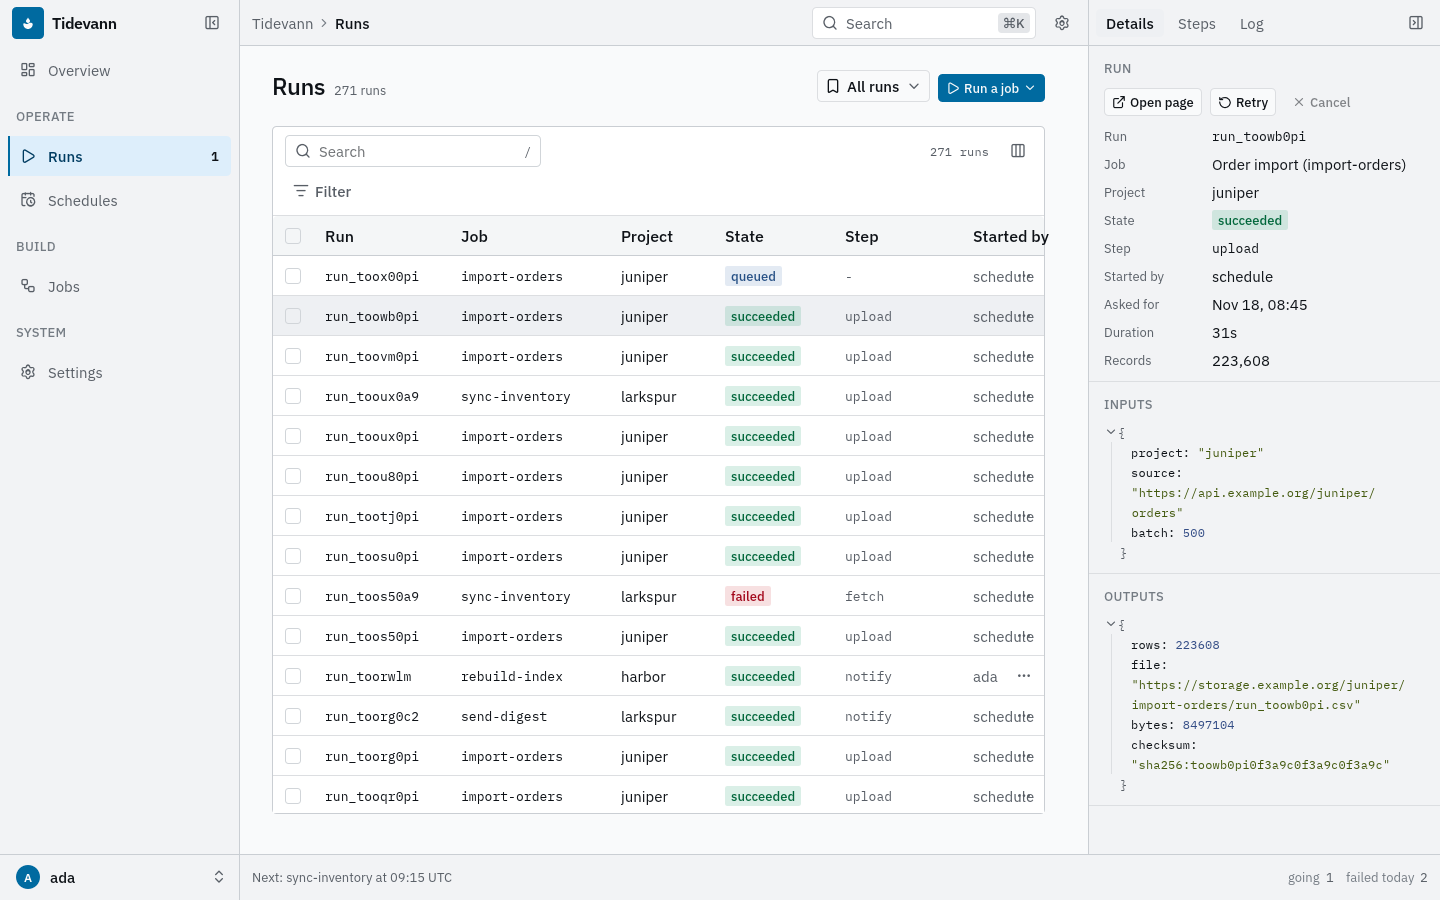 Tidevann
Overview
OPERATE
Runs 1
Schedules
BUILD
Jobs
SYSTEM
Settings
A ada
Tidevann > Runs
Search ⌘K
Runs 271 runs
All runs
Run a job
Search /
271 runs
Filter
Run Job Project State Step Started by
run_toox00pi import-orders juniper queued - schedule
run_toowb0pi import-orders juniper succeeded upload schedule
run_toovm0pi import-orders juniper succeeded upload schedule
run_tooux0a9 sync-inventory larkspur succeeded upload schedule
run_tooux0pi import-orders juniper succeeded upload schedule
run_toou80pi import-orders juniper succeeded upload schedule
run_tootj0pi import-orders juniper succeeded upload schedule
run_toosu0pi import-orders juniper succeeded upload schedule
run_toos50a9 sync-inventory larkspur failed fetch schedule
run_toos50pi import-orders juniper succeeded upload schedule
run_toorwlm rebuild-index harbor succeeded notify ada
run_toorg0c2 send-digest larkspur succeeded notify schedule
run_toorg0pi import-orders juniper succeeded upload schedule
run_tooqr0pi import-orders juniper succeeded upload schedule
Next: sync-inventory at 09:15 UTC
going 1 failed today 2
Details Steps Log
RUN
Open page Retry Cancel
Run run_toowb0pi
Job Order import (import-orders)
Project juniper
State succeeded
Step upload
Started by schedule
Asked for Nov 18, 08:45
Duration 31s
Records 223,608
INPUTS
{
project: "juniper"
source:
"https://api.example.org/juniper/
orders"
batch: 500
}
OUTPUTS
{
rows: 223608
file:
"https://storage.example.org/juniper/
import-orders/run_toowb0pi.csv"
bytes: 8497104
checksum:
"sha256:toowb0pi0f3a9c0f3a9c0f3a9c"
}